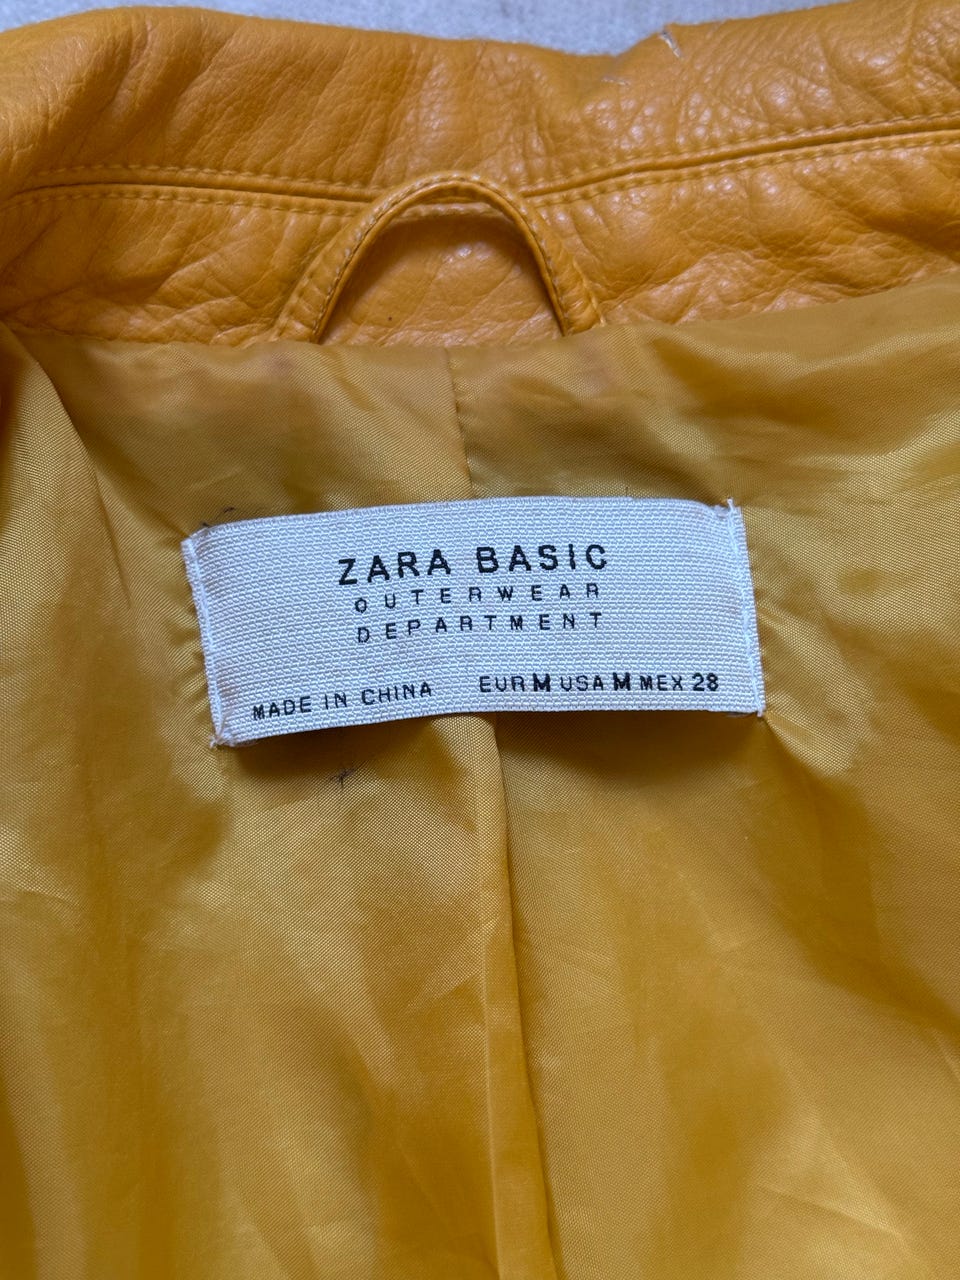 ZARA BASIC
OUTERWEAR
DEPARTMENT
MADE IN CHINA EUR M USA M MEX 28